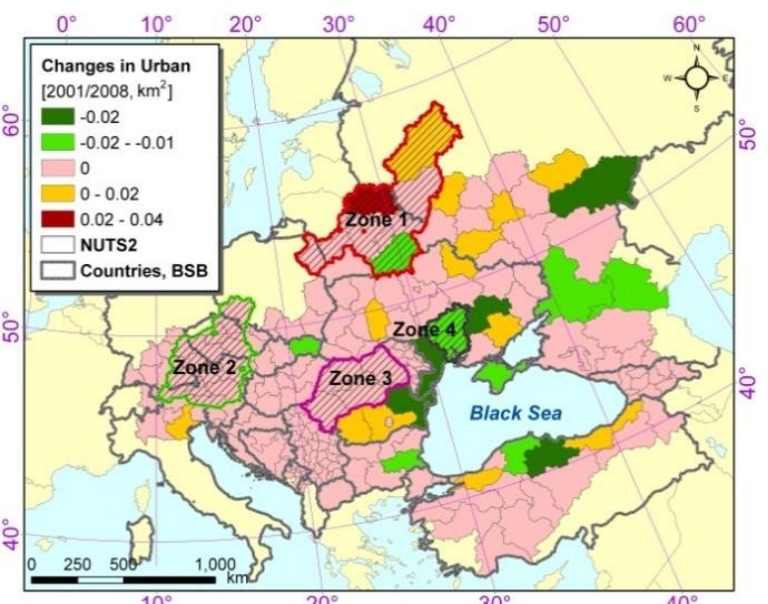 0° 10° 20° 30° 40° 50° 60°
Changes in Urban
[2001/2008, km²]
-0.02
-0.02 - -0.01
0
0 - 0.02
0.02 - 0.04
NUTS2
Countries, BSB
N
W E
S
60°
50°
50°
40°
40°
Zone 1
Zone 2
Zone 3
Zone 4
Black Sea
0 250 500 1,000
km
10° 20° 30° 40°